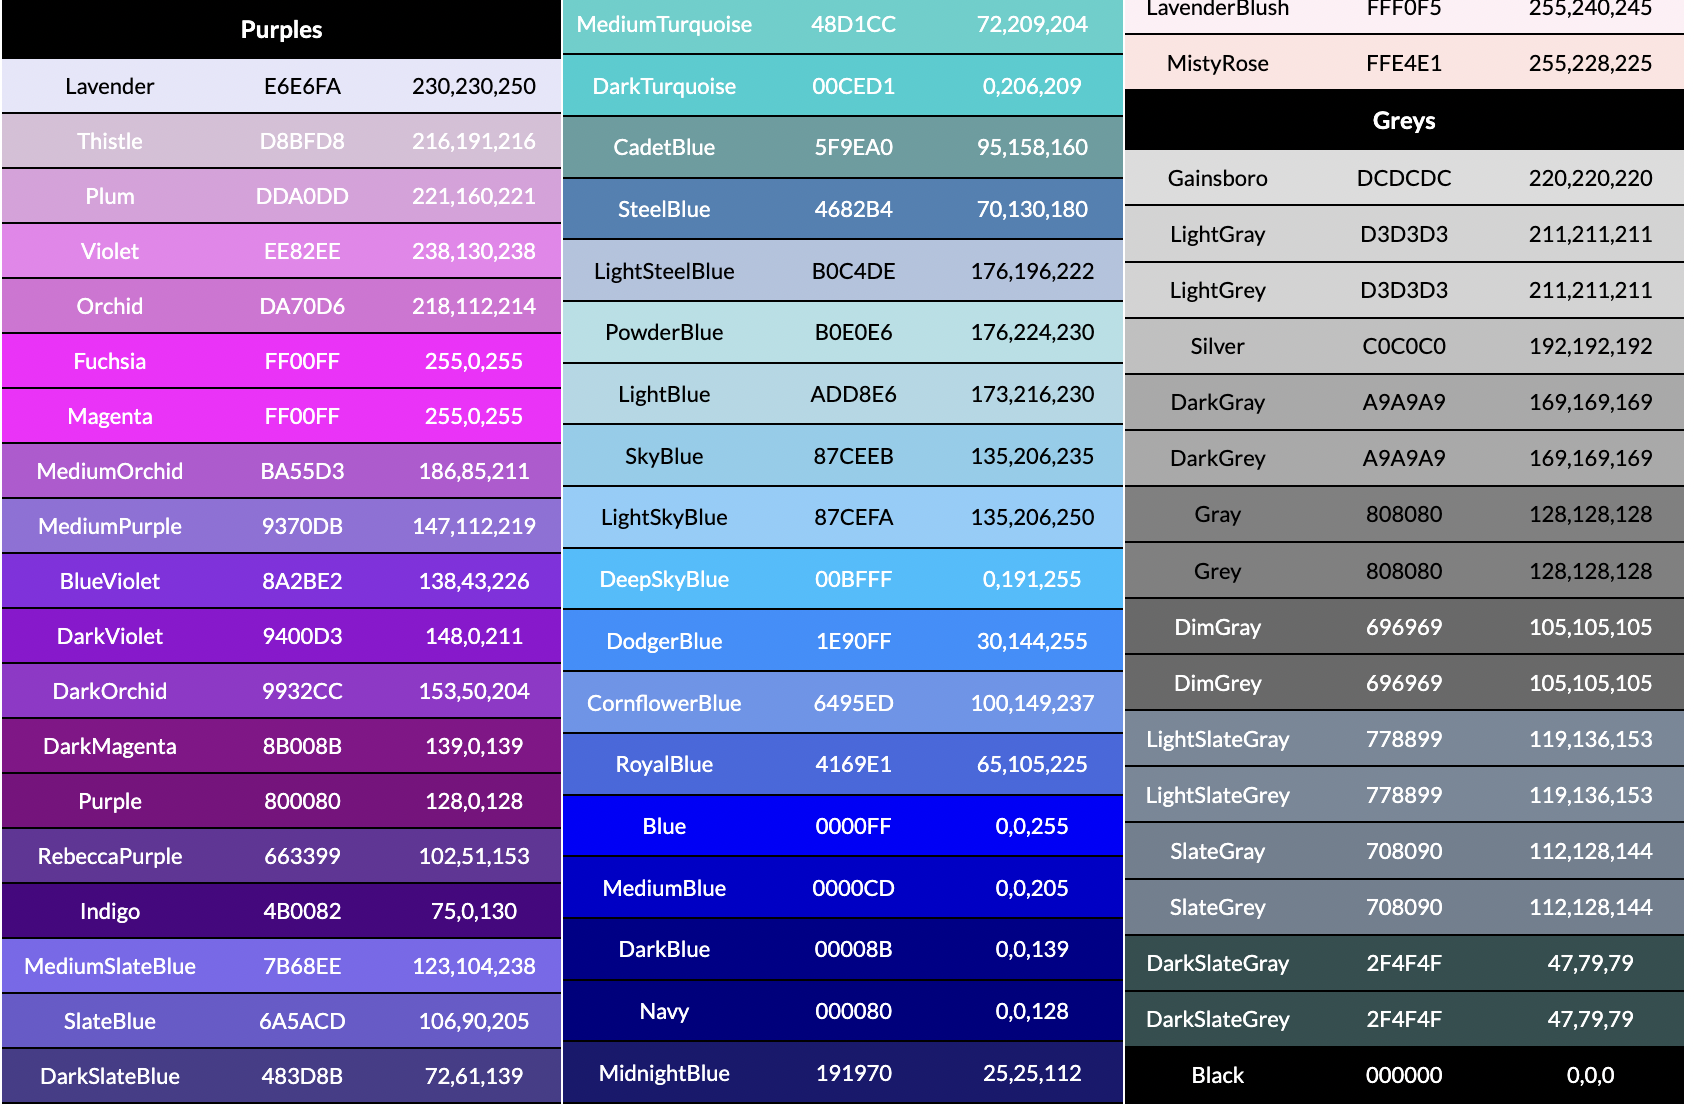 Purples
Lavender E6E6FA 230,230,250
Thistle D8BFD8 216,191,216
Plum DDA0DD 221,160,221
Violet EE82EE 238,130,238
Orchid DA70D6 218,112,214
Fuchsia FF00FF 255,0,255
Magenta FF00FF 255,0,255
MediumOrchid BA55D3 186,85,211
MediumPurple 9370DB 147,112,219
BlueViolet 8A2BE2 138,43,226
DarkViolet 9400D3 148,0,211
DarkOrchid 9932CC 153,50,204
DarkMagenta 8B008B 139,0,139
Purple 800080 128,0,128
RebeccaPurple 663399 102,51,153
Indigo 4B0082 75,0,130
MediumSlateBlue 7B68EE 123,104,238
SlateBlue 6A5ACD 106,90,205
DarkSlateBlue 483D8B 72,61,139
MediumTurquoise 48D1CC 72,209,204
DarkTurquoise 00CED1 0,206,209
CadetBlue 5F9EA0 95,158,160
SteelBlue 4682B4 70,130,180
LightSteelBlue B0C4DE 176,196,222
PowderBlue B0E0E6 176,224,230
LightBlue ADD8E6 173,216,230
SkyBlue 87CEEB 135,206,235
LightSkyBlue 87CEFA 135,206,250
DeepSkyBlue 00BFFF 0,191,255
DodgerBlue 1E90FF 30,144,255
CornflowerBlue 6495ED 100,149,237
RoyalBlue 4169E1 65,105,225
Blue 0000FF 0,0,255
MediumBlue 0000CD 0,0,205
DarkBlue 00008B 0,0,139
Navy 000080 0,0,128
MidnightBlue 191970 25,25,112
LavenderBlush FFF0F5 255,240,245
MistyRose FFE4E1 255,228,225
Greys
Gainsboro DCDCDC 220,220,220
LightGray D3D3D3 211,211,211
LightGrey D3D3D3 211,211,211
Silver C0C0C0 192,192,192
DarkGray A9A9A9 169,169,169
DarkGrey A9A9A9 169,169,169
Gray 808080 128,128,128
Grey 808080 128,128,128
DimGray 696969 105,105,105
DimGrey 696969 105,105,105
LightSlateGray 778899 119,136,153
LightSlateGrey 778899 119,136,153
SlateGray 708090 112,128,144
SlateGrey 708090 112,128,144
DarkSlateGray 2F4F4F 47,79,79
DarkSlateGrey 2F4F4F 47,79,79
Black 000000 0,0,0